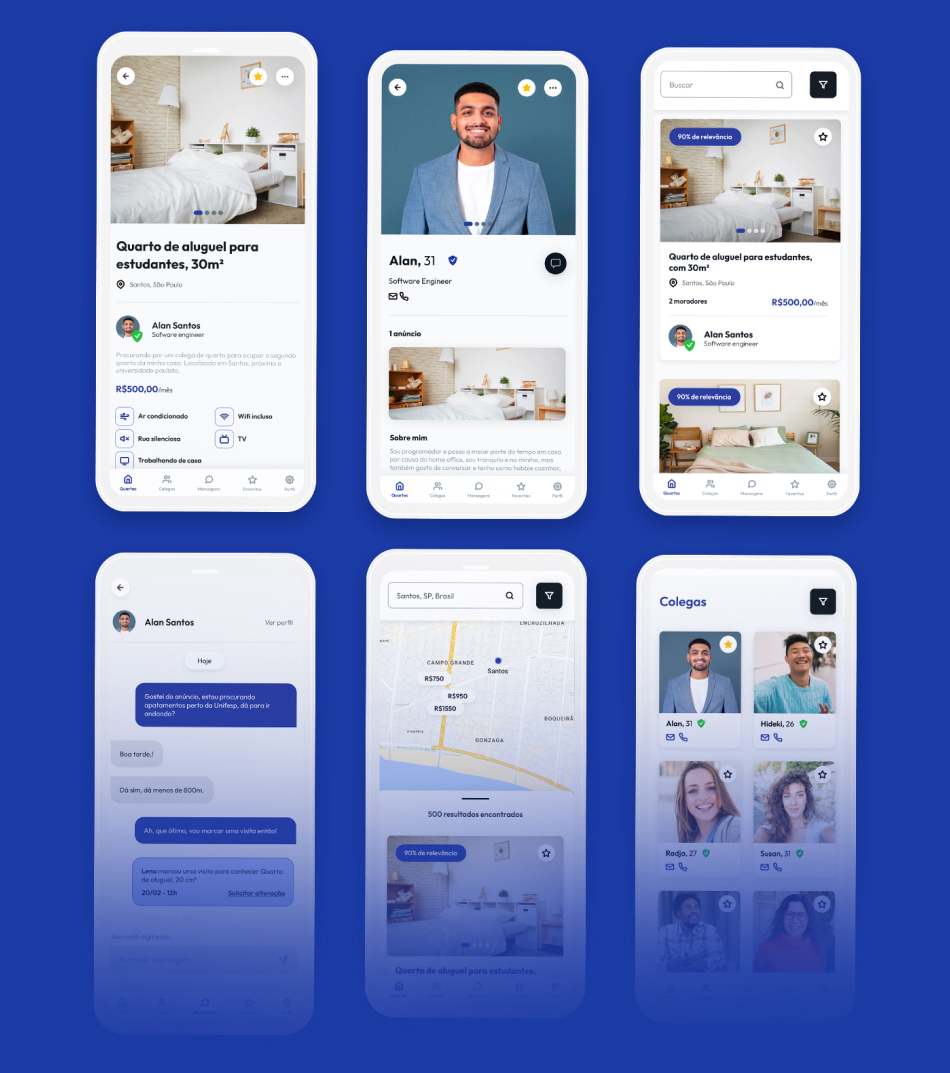 Quarto de aluguel para
estudantes, 30m²
Santos, São Paulo
Alan Santos
Sofware engineer
Procurando por um colega de quarto para ocupar o segundo
quarto da minha casa. Localizado em Santos, próximo a
universidade paulista.
R$500,00/mês
Ar condicionado
Wifi incluso
Rua silenciosa
TV
Trabalhando de casa
Quartos
Colegas
Mensagens
Favoritos
Perfil
Alan, 31
Software Engineer
1 anúncio
Sobre mim
Sou programador e passo a maior parte do tempo em casa
por causa do home office, sou tranquilo e na minha, mas
também gosto de conversar e tenho como hobbie cozinhar,
Quartos
Colegas
Mensagens
Favoritos
Perfil
Buscar
90% de relevância
Quarto de aluguel para estudantes,
com 30m²
Santos, São Paulo
2 moradores
R$500,00/mês
Alan Santos
Sofware engineer
90% de relevância
Quartos
Colegas
Mensagens
Favoritos
Perfil
Alan Santos
Ver perfil
Hoje
Gostei do anúncio, estou procurando
apatamentos perto da Unifesp, dá para ir
andando?
Boa tarde,!
Dá sim, dá menos de 800m.
Ah, que ótimo, vou marcar uma visita então!
Lena marcou uma visita para conhecer Quarto
de aluguel, 20 cm²
20/02 - 12h
Solicitar alteração
Alan está digitando...
Santos, SP, Brasil
ENCRUZILHADA
CAMPO GRANDE
Santos
R$750
R$950
R$1550
BOQUEIRÃ
GONZAGA
500 resultados encontrados
90% de relevância
Quarto de aluguel para estudantes,
Colegas
Alan, 31
Hideki, 26
Radja, 27
Susan, 31